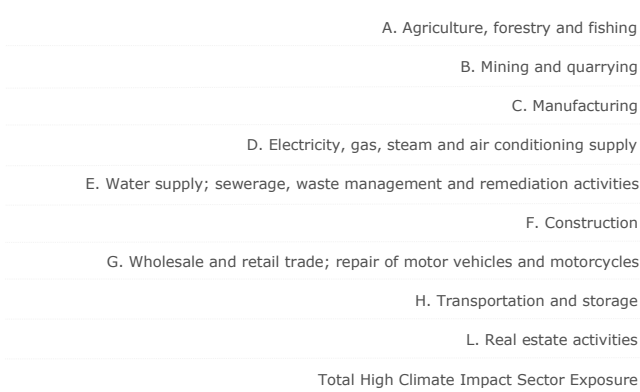 A. Agriculture, forestry and fishing
B. Mining and quarrying
C. Manufacturing
D. Electricity, gas, steam and air conditioning supply
E. Water supply; sewerage, waste management and remediation activities
F. Construction
G. Wholesale and retail trade; repair of motor vehicles and motorcycles
H. Transportation and storage
L. Real estate activities
Total High Climate Impact Sector Exposure